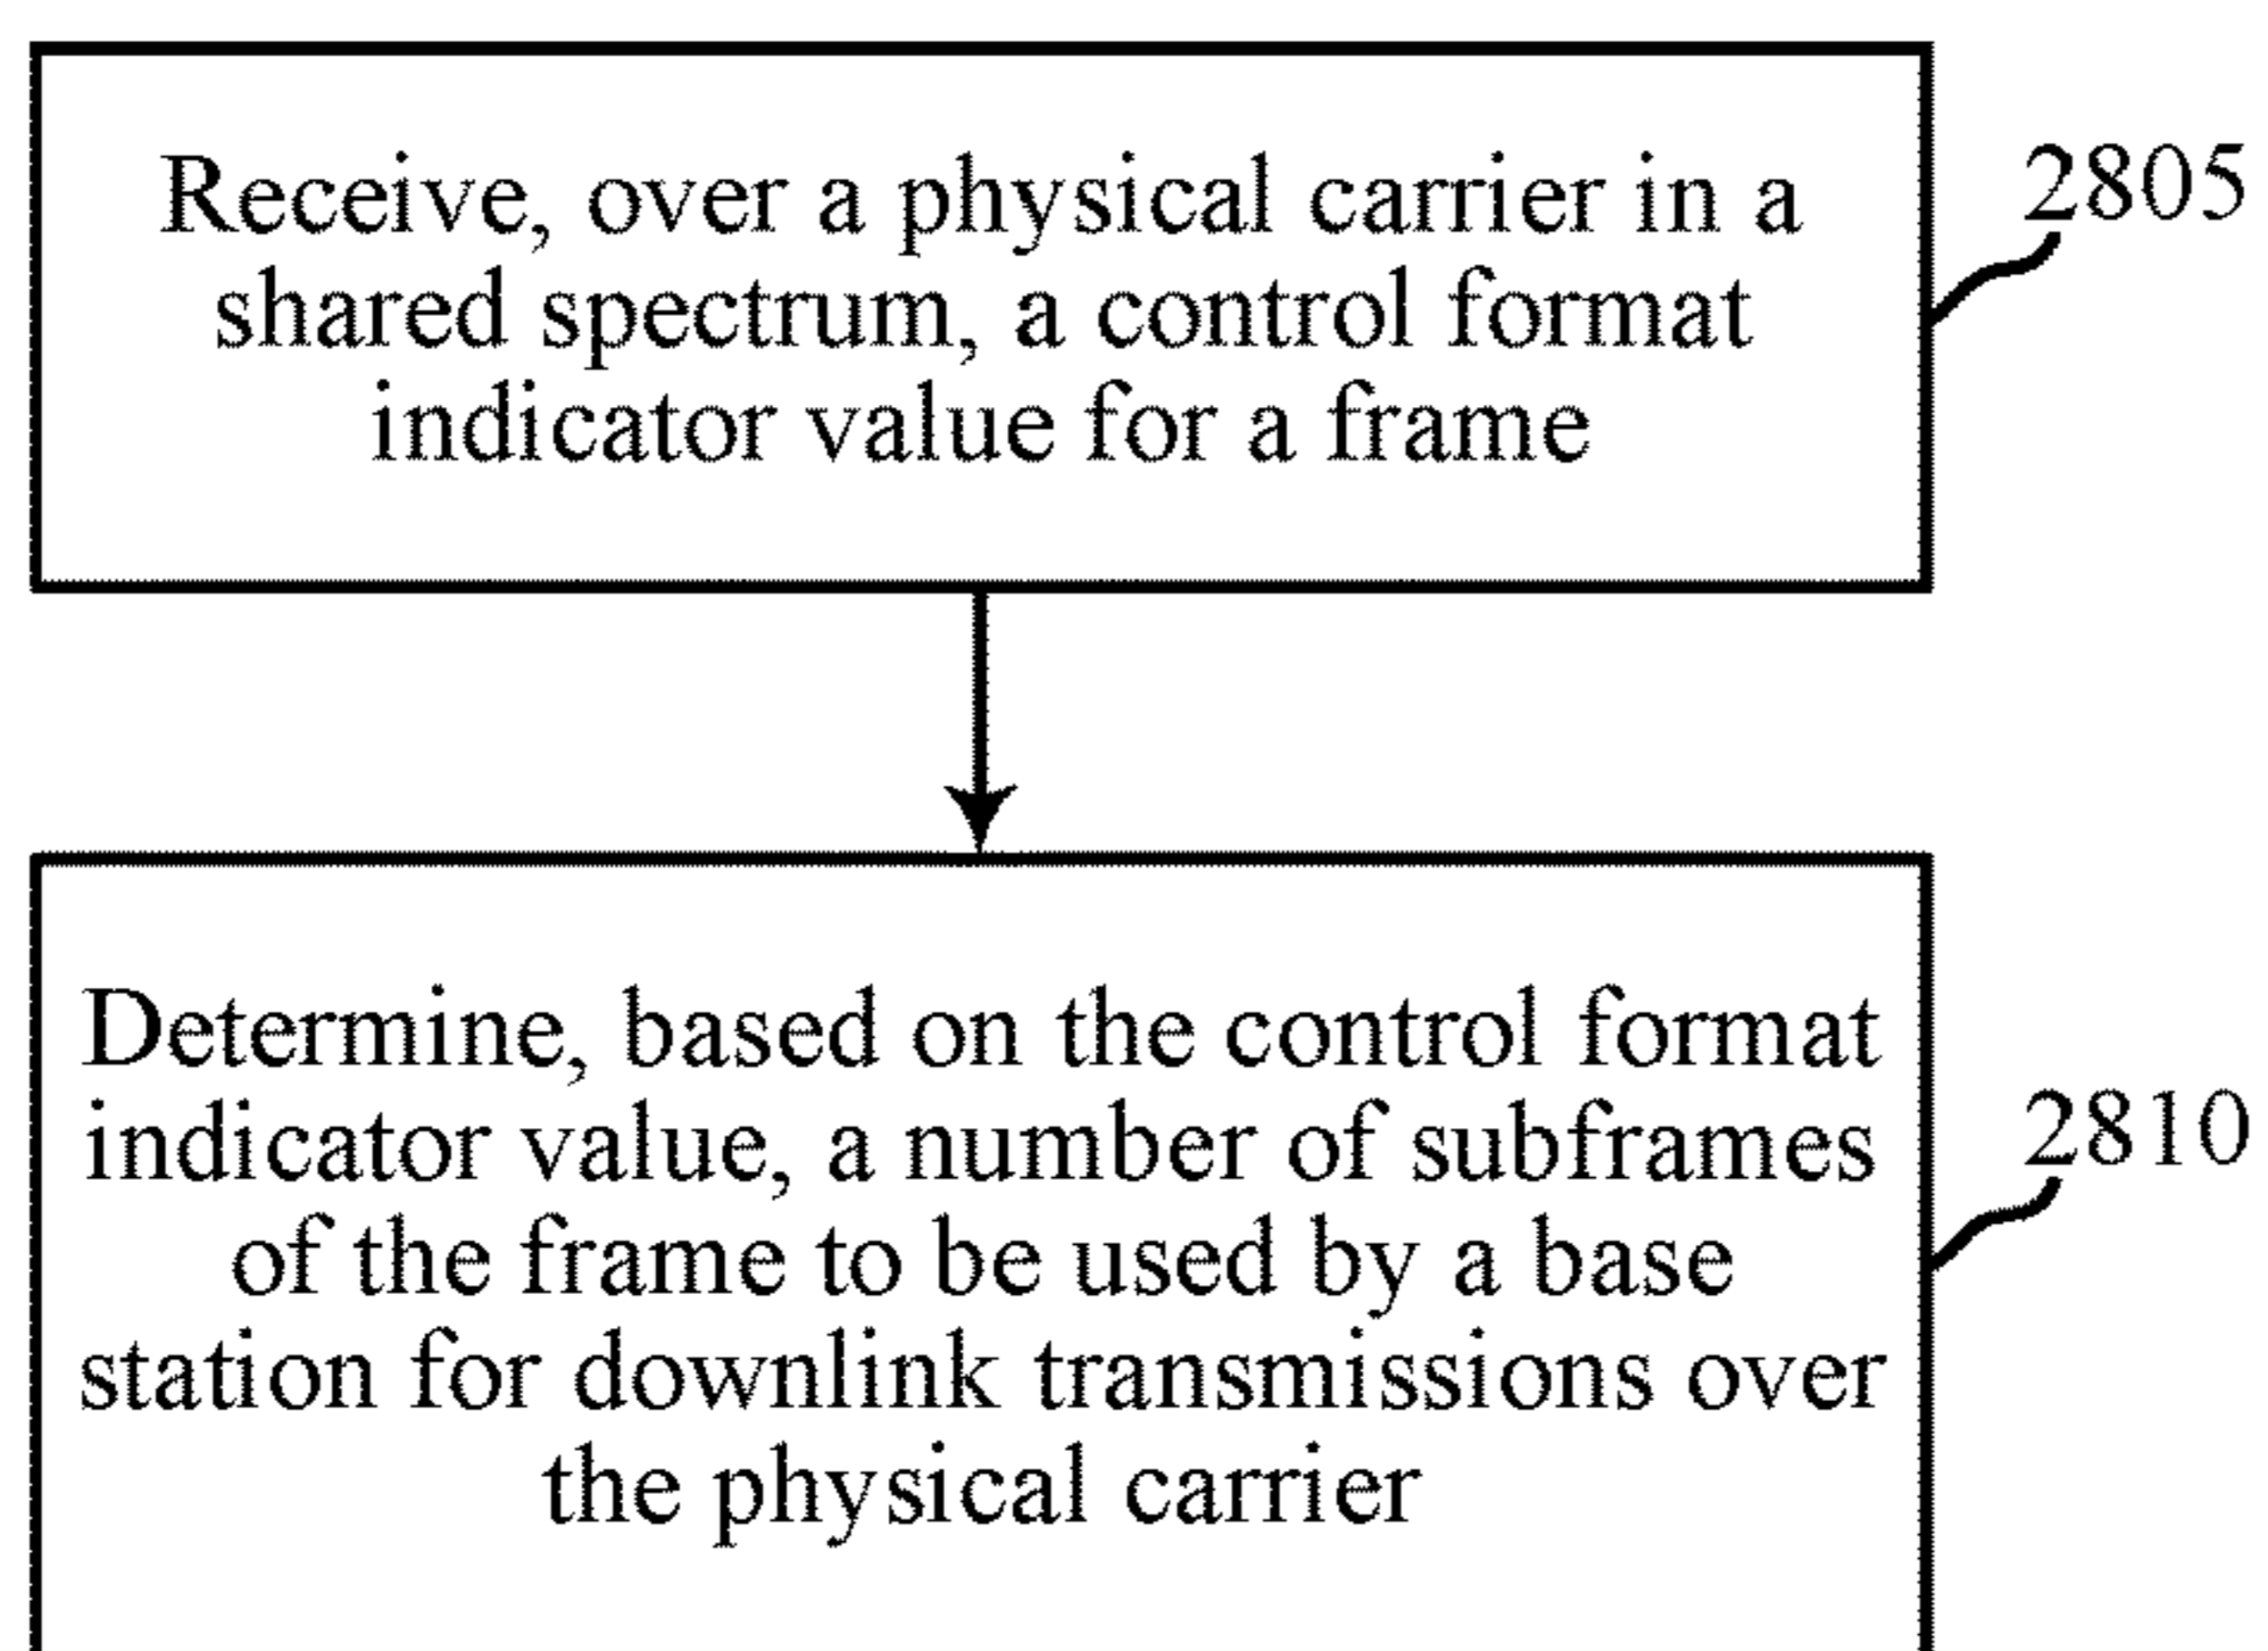 Receive, over a physical carrier in a
shared spectrum, a control format
indicator value for a frame
2805
Determine, based on the control format
indicator value, a number of subframes
of the frame to be used by a base
station for downlink transmissions over
the physical carrier
2810